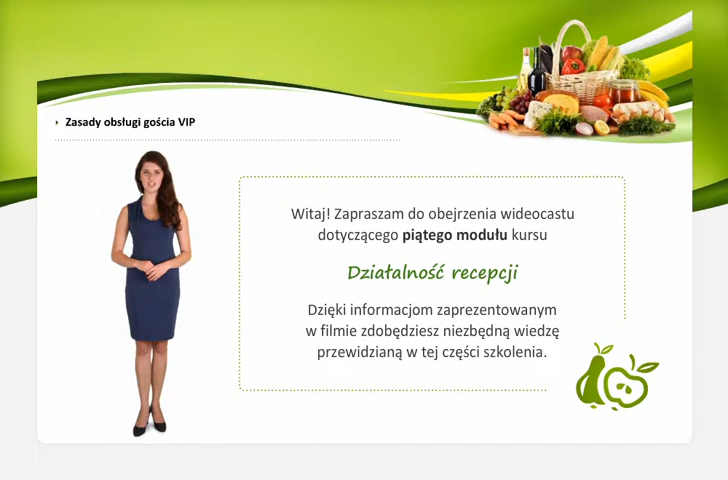 Zasady obsługi gościa VIP
Witaj! Zapraszam do obejrzenia wideocastu
dotyczącego piątego modułu kursu
Działalność recepcji
Dzięki informacjom zaprezentowanym
w filmie zdobędziesz niezbędną wiedzę
przewidzianą w tej części szkolenia.